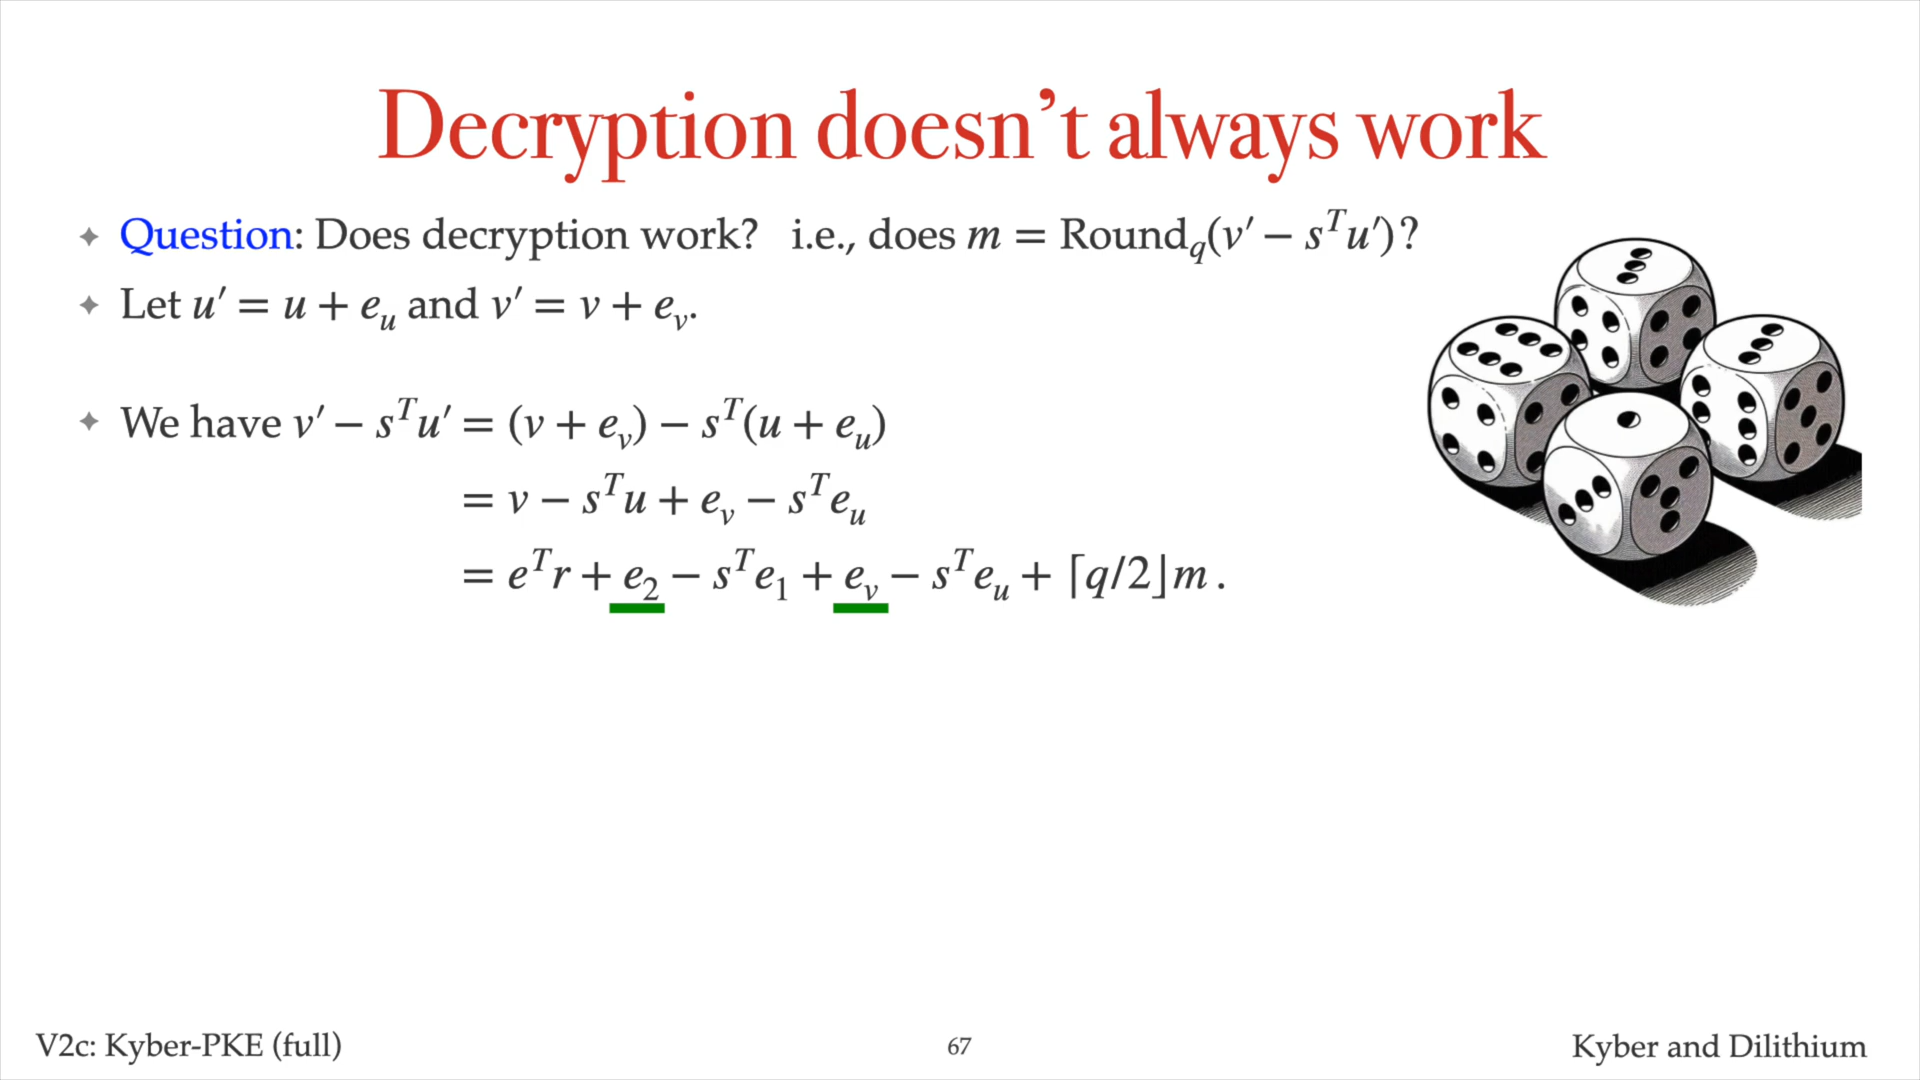 Decryption doesn't always work
✦ Question: Does decryption work? i.e., does m = Round_q(v′ − s^T u′)?
✦ Let u′ = u + e_u and v′ = v + e_v.
✦ We have v′ − s^T u′ = (v + e_v) − s^T(u + e_u)
= v − s^T u + e_v − s^T e_u
= e^T r + e_2 − s^T e_1 + e_v − s^T e_u + ⌈q/2⌋m.
V2c: Kyber-PKE (full)
67
Kyber and Dilithium